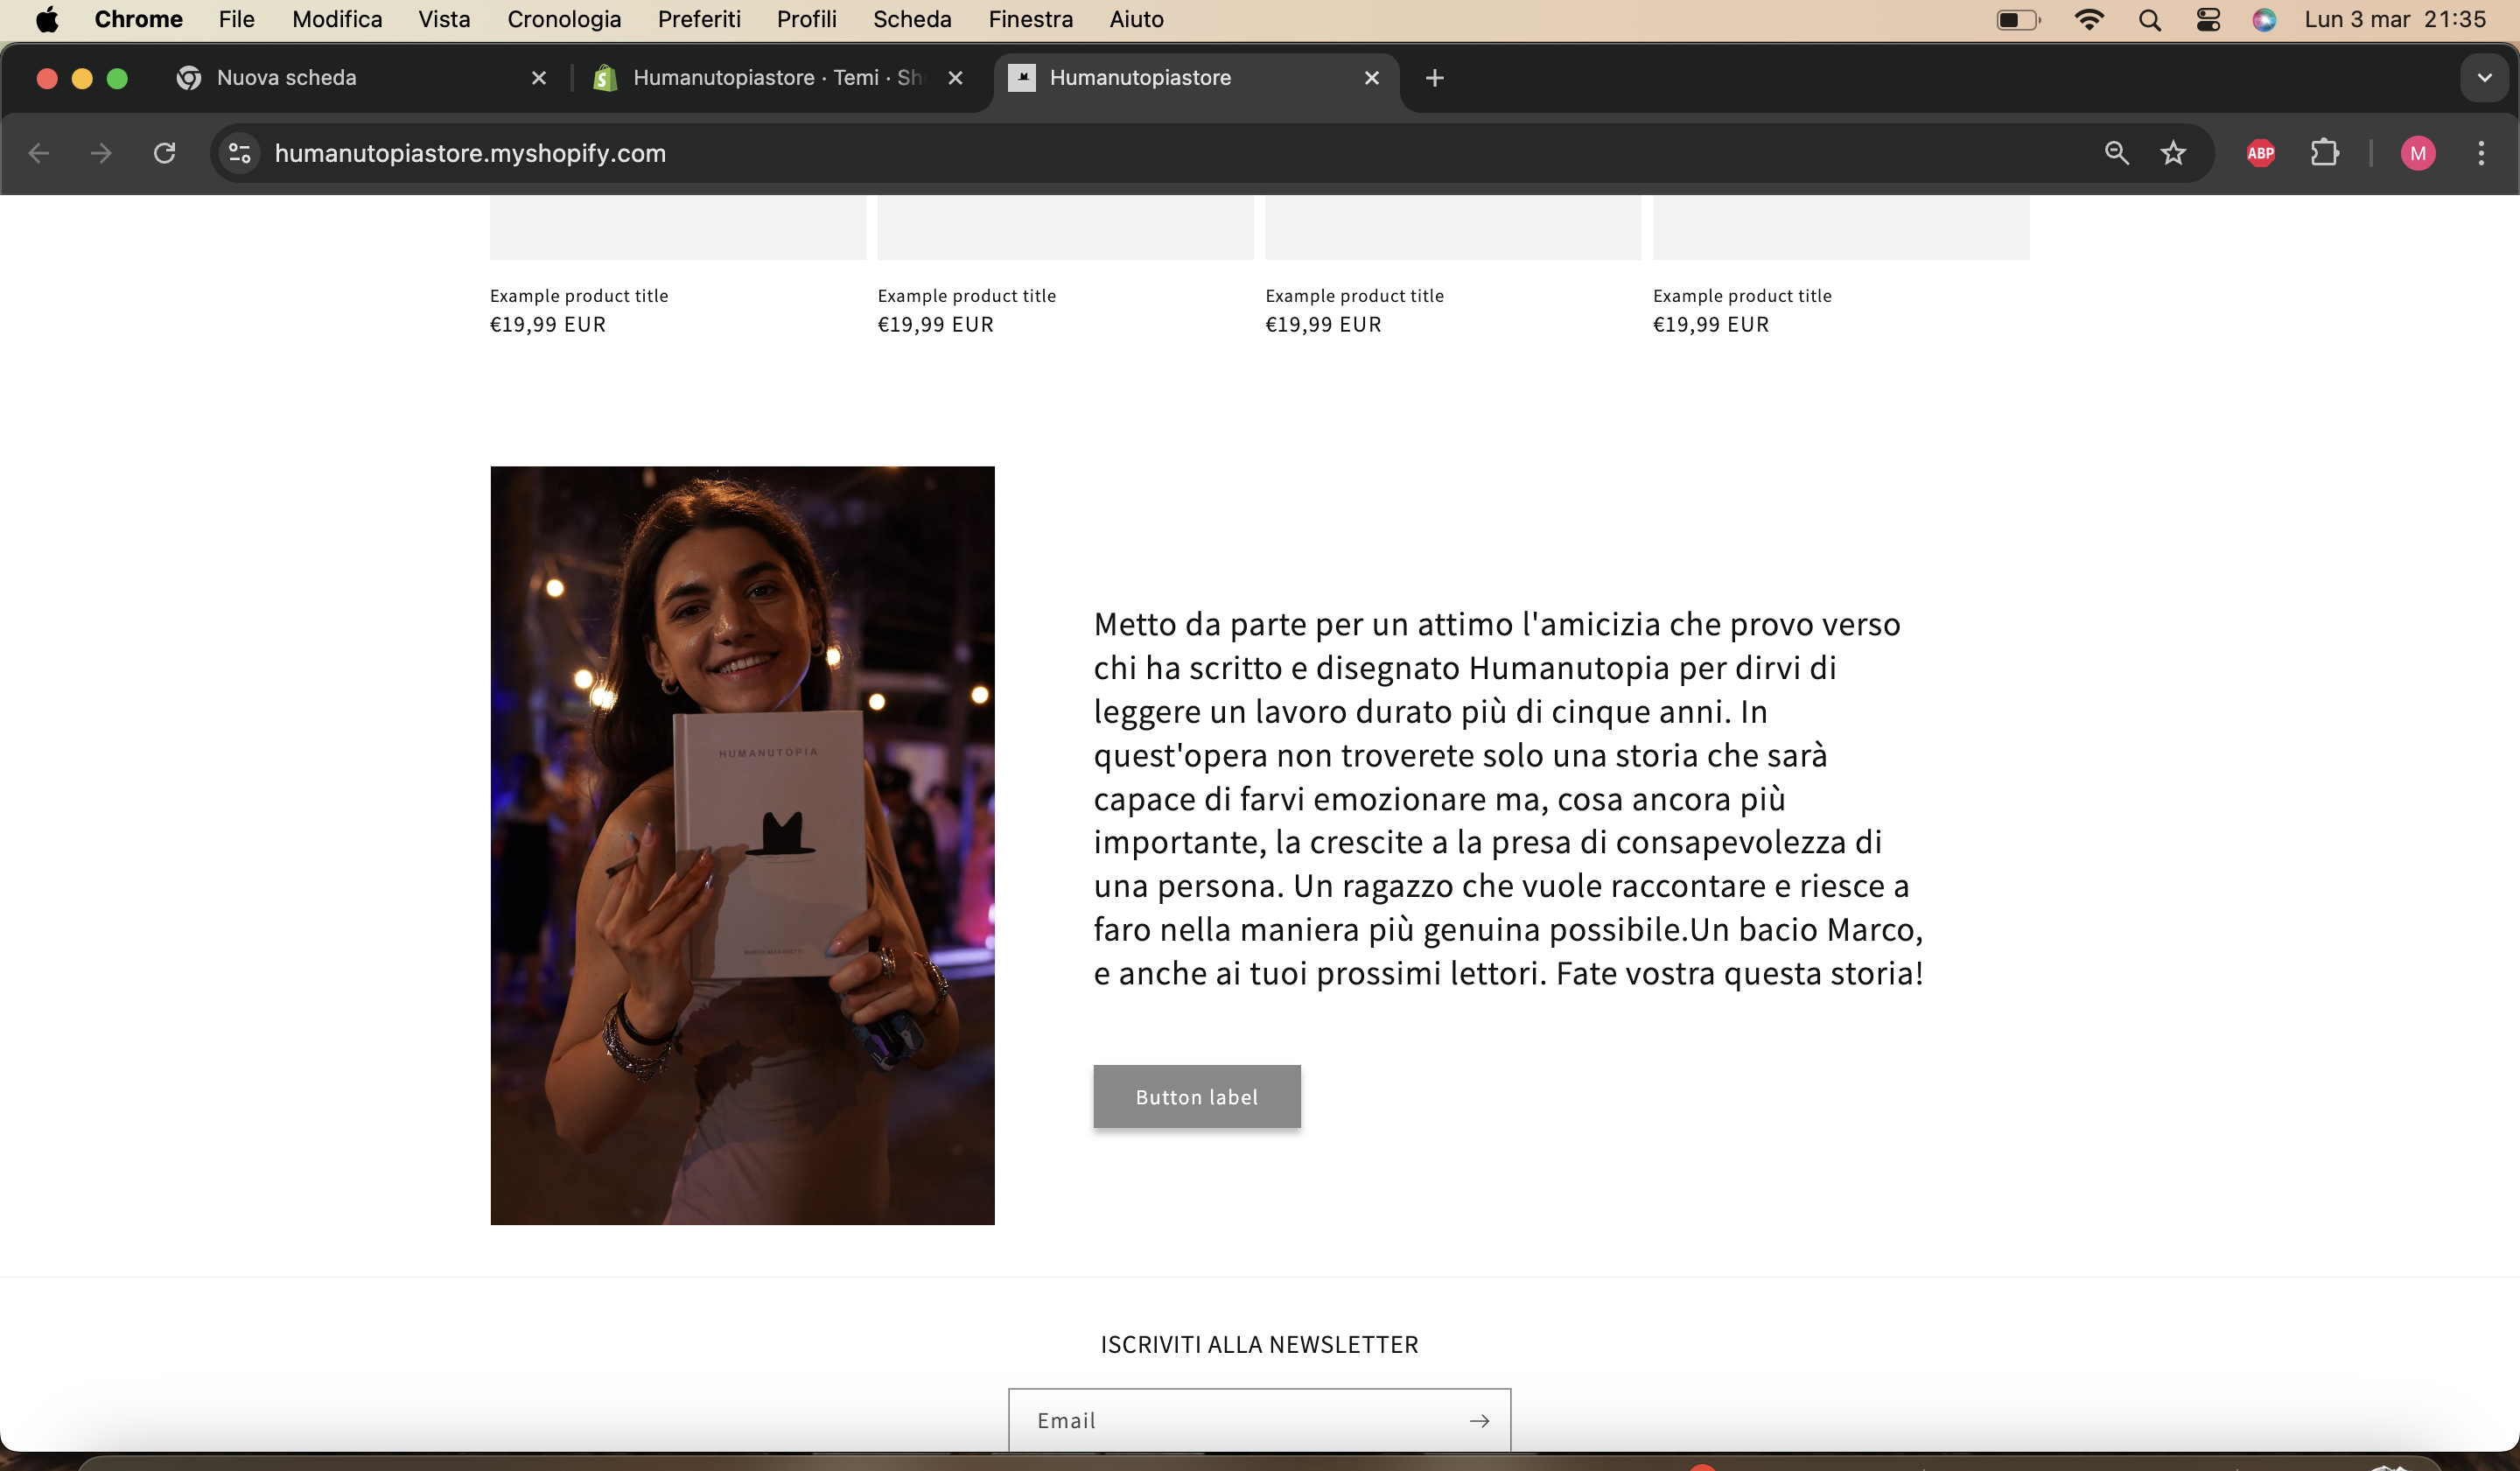 Chrome File Modifica Vista Cronologia Preferiti Profili Scheda Finestra Aiuto Lun 3 mar 21:35
Nuova scheda Humanutopiastore · Temi · Sh Humanutopiastore
humanutopiastore.myshopify.com ABP M
Example product title Example product title Example product title Example product title
€19,99 EUR €19,99 EUR €19,99 EUR €19,99 EUR
HUMANUTOPIA
Metto da parte per un attimo l'amicizia che provo verso
chi ha scritto e disegnato Humanutopia per dirvi di
leggere un lavoro durato più di cinque anni. In
quest'opera non troverete solo una storia che sarà
capace di farvi emozionare ma, cosa ancora più
importante, la crescite a la presa di consapevolezza di
una persona. Un ragazzo che vuole raccontare e riesce a
faro nella maniera più genuina possibile.Un bacio Marco,
e anche ai tuoi prossimi lettori. Fate vostra questa storia!
Button label
ISCRIVITI ALLA NEWSLETTER
Email